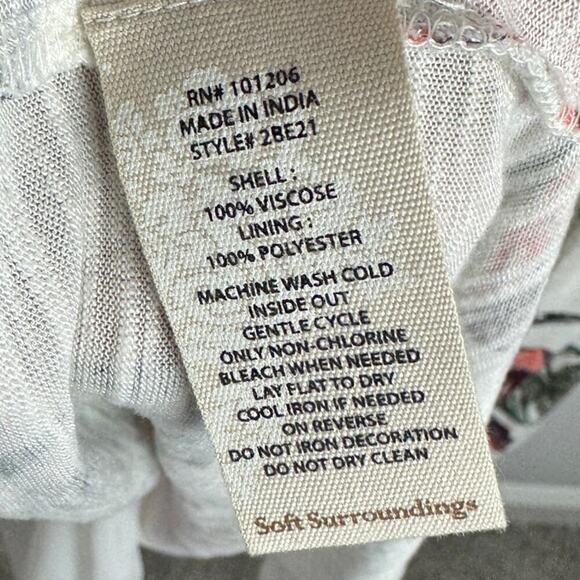 RN# 101206
MADE IN INDIA
STYLE# 2BE21
SHELL :
100% VISCOSE
LINING :
100% POLYESTER
MACHINE WASH COLD
INSIDE OUT
GENTLE CYCLE
ONLY NON-CHLORINE
BLEACH WHEN NEEDED
LAY FLAT TO DRY
COOL IRON IF NEEDED
ON REVERSE
DO NOT IRON DECORATION
DO NOT DRY CLEAN
Soft Surroundings